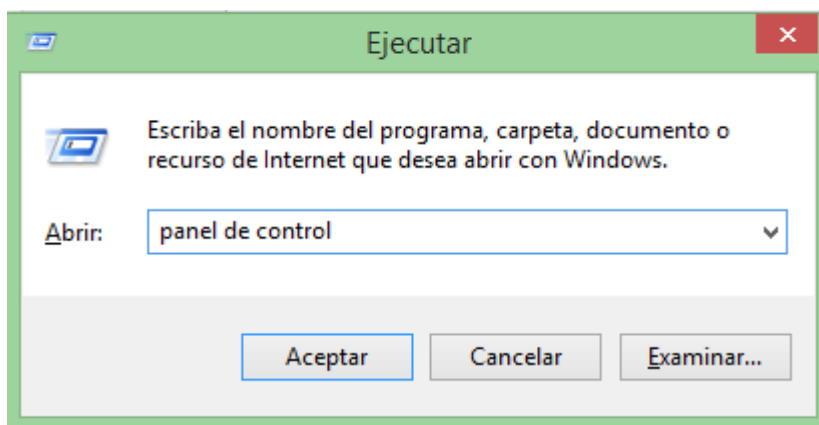 Ejecutar
Escriba el nombre del programa, carpeta, documento o
recurso de Internet que desea abrir con Windows.
Abrir: panel de control
Aceptar Cancelar Examinar...